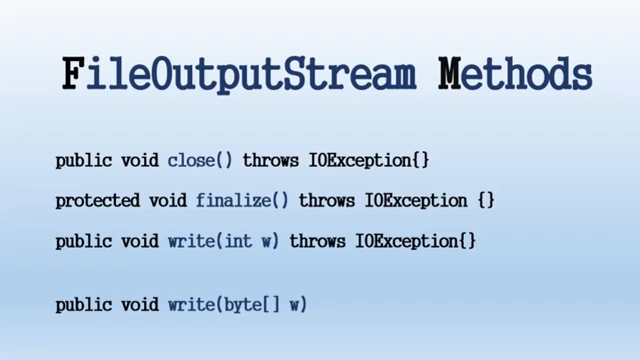 FileOutputStream Methods
public void close() throws IOException{}
protected void finalize() throws IOException {}
public void write(int w) throws IOException{}
public void write(byte[] w)